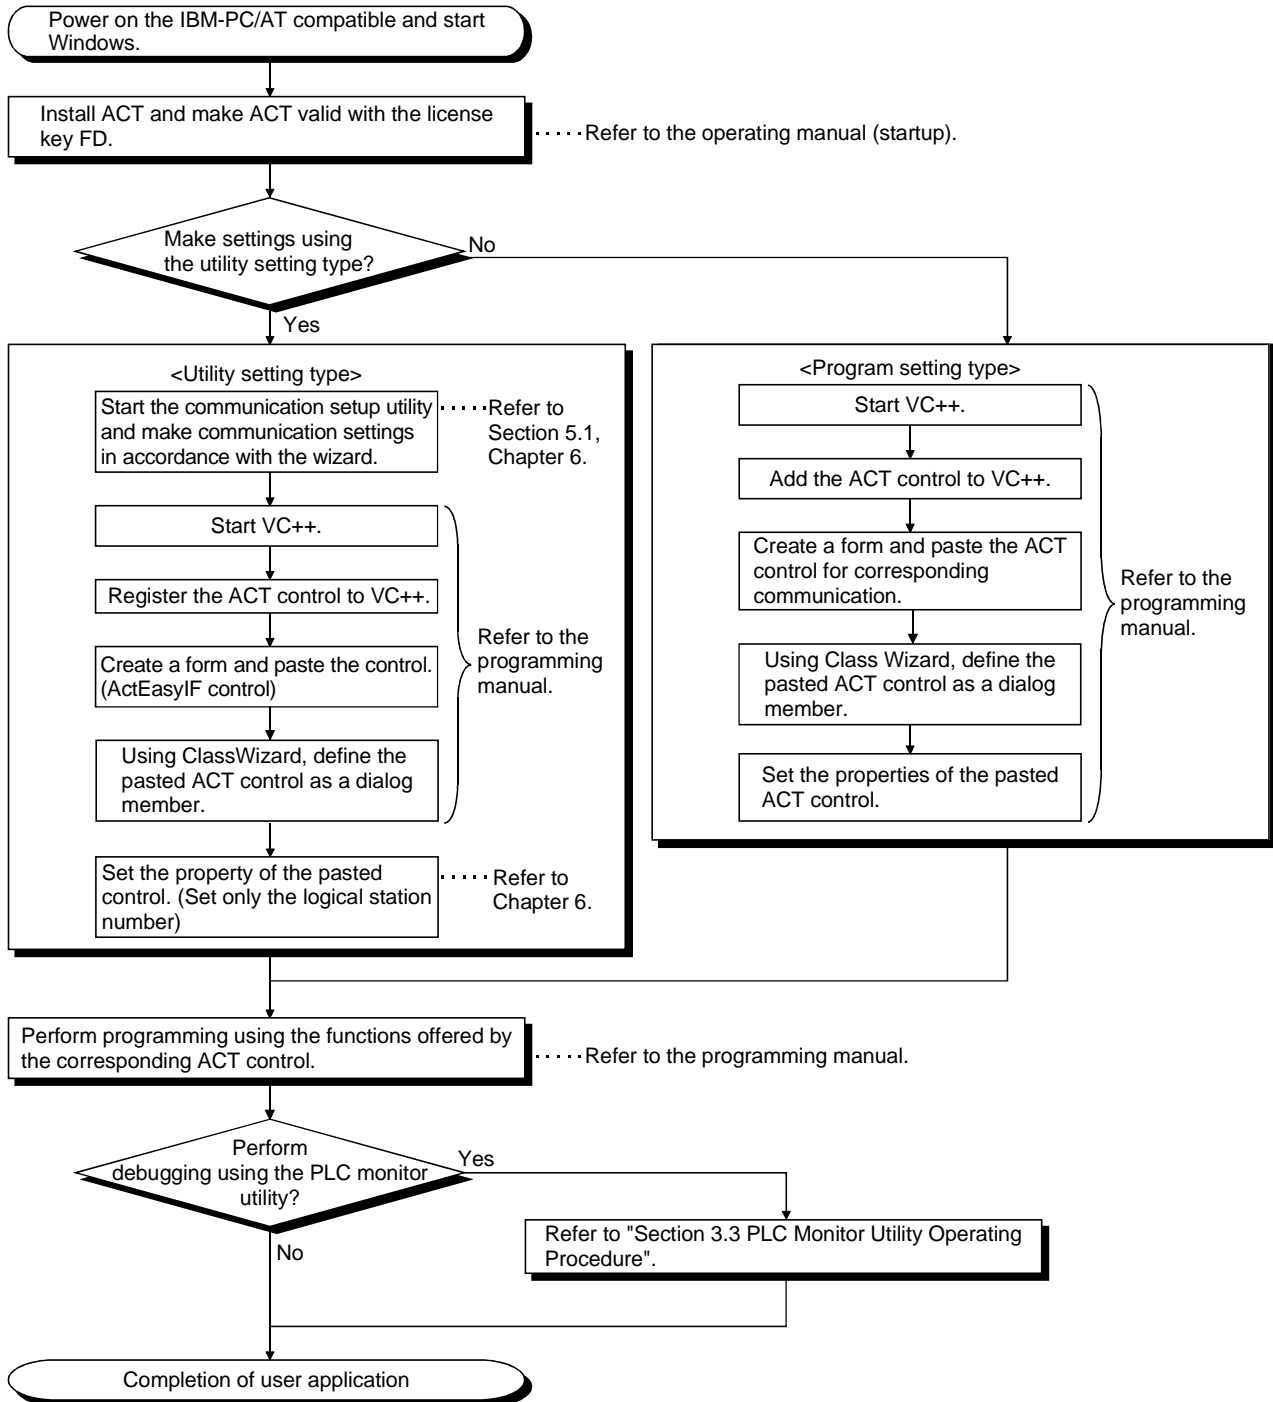 Power on the IBM-PC/AT compatible and start
Windows.
Install ACT and make ACT valid with the license
key FD.
Refer to the operating manual (startup).
Make settings using
the utility setting type?
No
Yes
<Utility setting type>
Start the communication setup utility
and make communication settings
in accordance with the wizard.
Refer to
Section 5.1,
Chapter 6.
Start VC++.
Register the ACT control to VC++.
Create a form and paste the control.
(ActEasyIF control)
Using ClassWizard, define the
pasted ACT control as a dialog
member.
Refer to the
programming
manual.
Set the property of the pasted
control. (Set only the logical station
number)
Refer to
Chapter 6.
<Program setting type>
Start VC++.
Add the ACT control to VC++.
Create a form and paste the ACT
control for corresponding
communication.
Using Class Wizard, define the
pasted ACT control as a dialog
member.
Set the properties of the pasted
ACT control.
Refer to the
programming
manual.
Perform programming using the functions offered by
the corresponding ACT control.
Refer to the programming manual.
Perform
debugging using the PLC monitor
utility?
Yes
No
Refer to "Section 3.3 PLC Monitor Utility Operating
Procedure".
Completion of user application